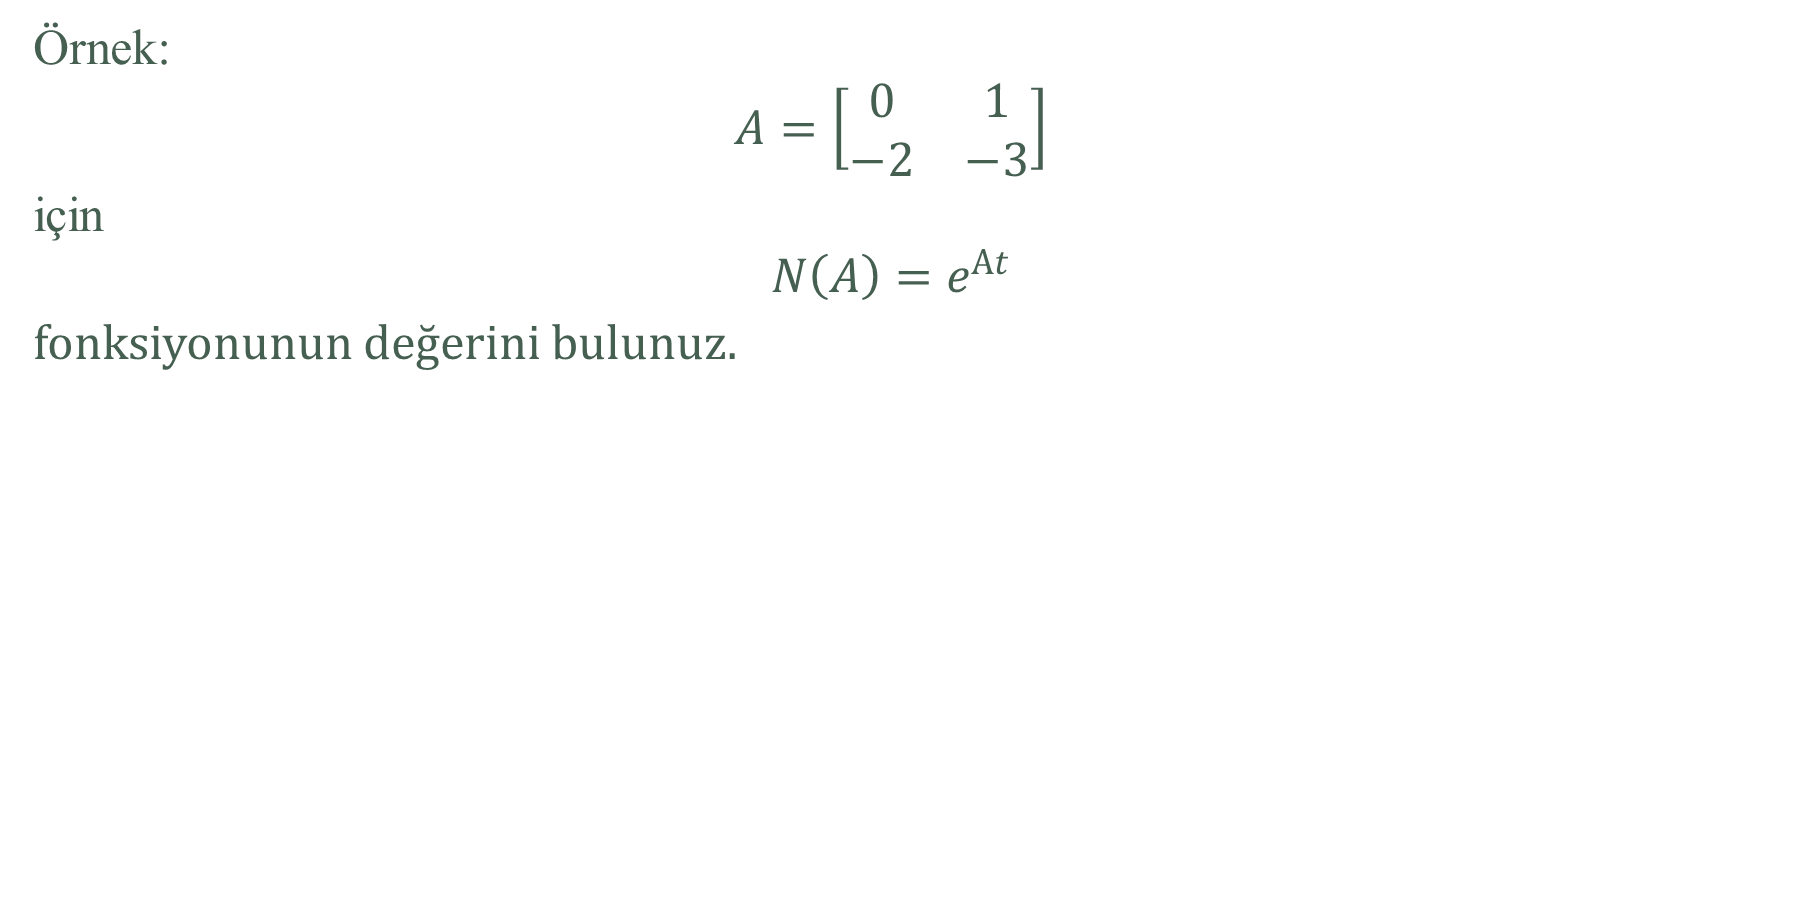 Örnek:
A = [0 1
−2 −3]
için
N(A) = e^{At}
fonksiyonunun değerini bulunuz.